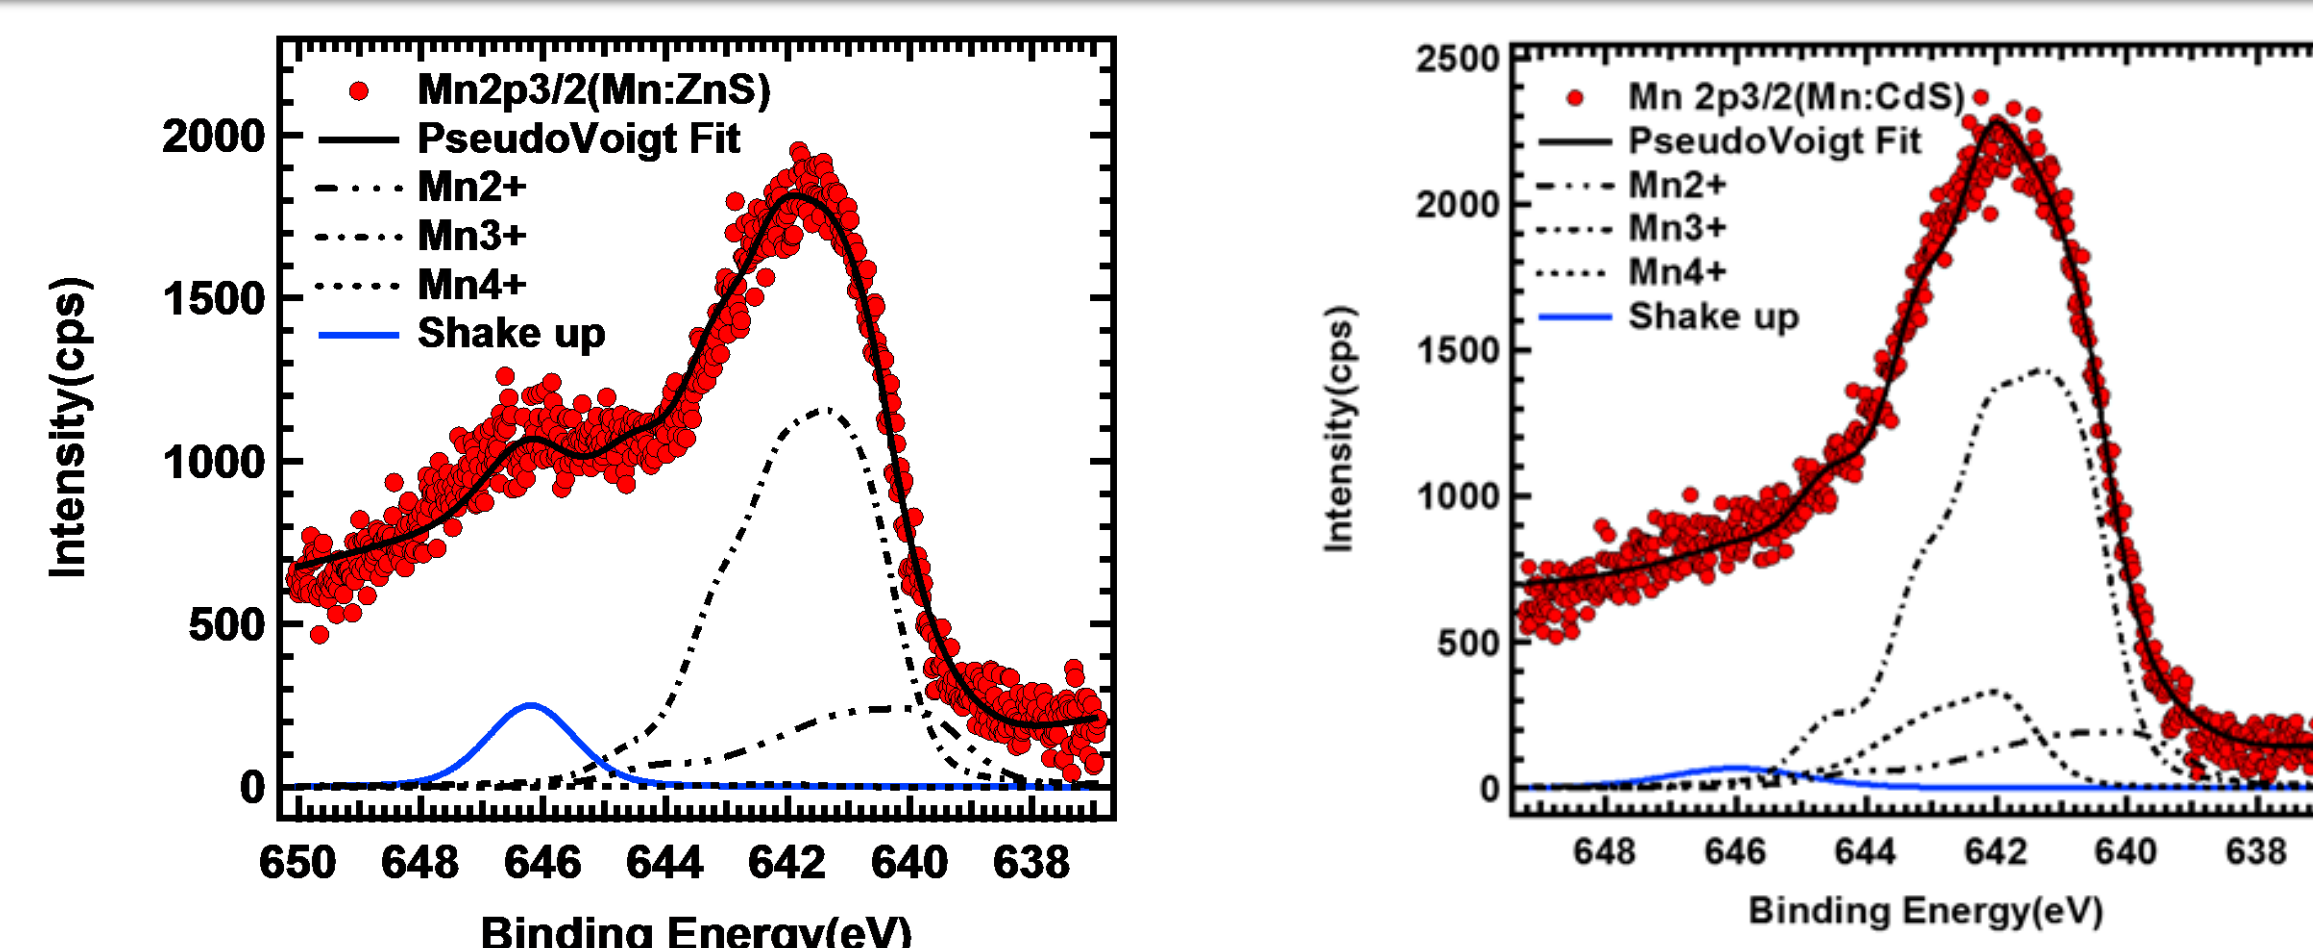 Mn2p3/2(Mn:ZnS)
PseudoVoigt Fit
Mn2+
Mn3+
Mn4+
Shake up
2000
1500
1000
500
0
Intensity(cps)
650 648 646 644 642 640 638
Binding Energy(eV)
2500
2000
1500
1000
500
0
Mn 2p3/2(Mn:CdS)
PseudoVoigt Fit
Mn2+
Mn3+
Mn4+
Shake up
Intensity(cps)
648 646 644 642 640 638
Binding Energy(eV)